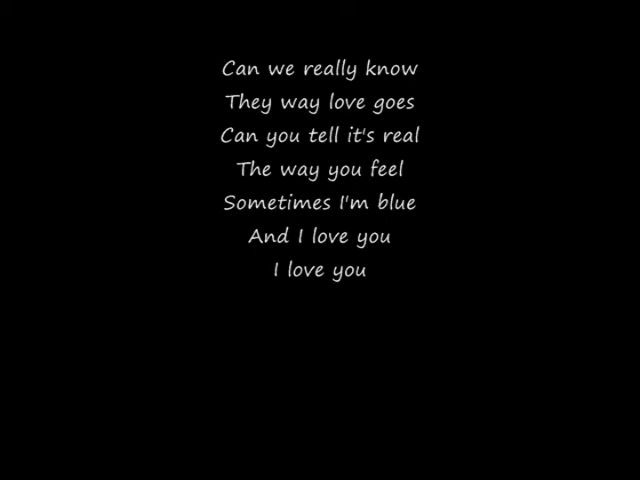 Can we really know
They way love goes
Can you tell it's real
The way you feel
Sometimes I'm blue
And I love you
I love you